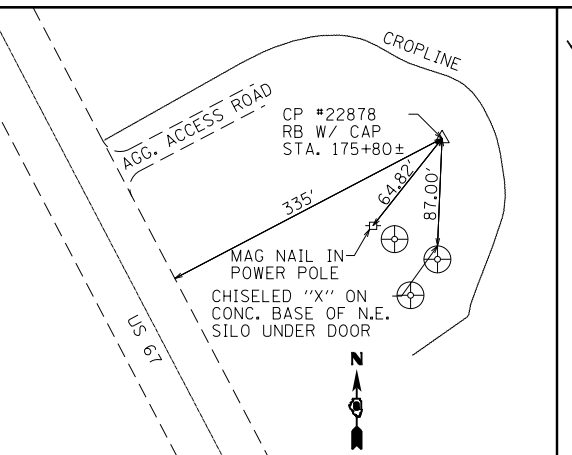 CROPLINE
AGG. ACCESS ROAD
CP #22878
RB W/ CAP
STA. 175+80±
335'
64.82'
87.00'
MAG NAIL IN
POWER POLE
CHISELED "X" ON
CONC. BASE OF N.E.
SILO UNDER DOOR
US 67
N